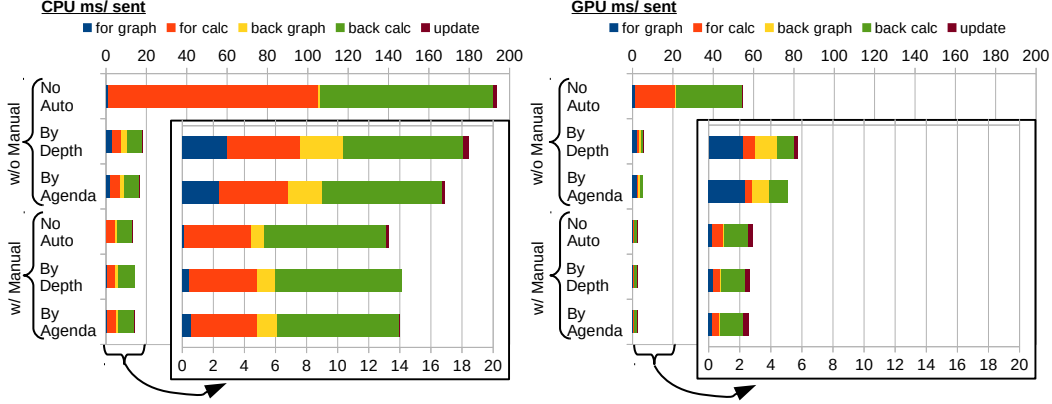 CPU ms/ sent
for graph for calc back graph back calc update
0 20 40 60 80 100 120 140 160 180 200
w/o Manual
No
Auto
By
Depth
By
Agenda
w/ Manual
No
Auto
By
Depth
By
Agenda
0 2 4 6 8 10 12 14 16 18 20
GPU ms/ sent
for graph for calc back graph back calc update
0 20 40 60 80 100 120 140 160 180 200
w/o Manual
No
Auto
By
Depth
By
Agenda
w/ Manual
No
Auto
By
Depth
By
Agenda
0 2 4 6 8 10 12 14 16 18 20